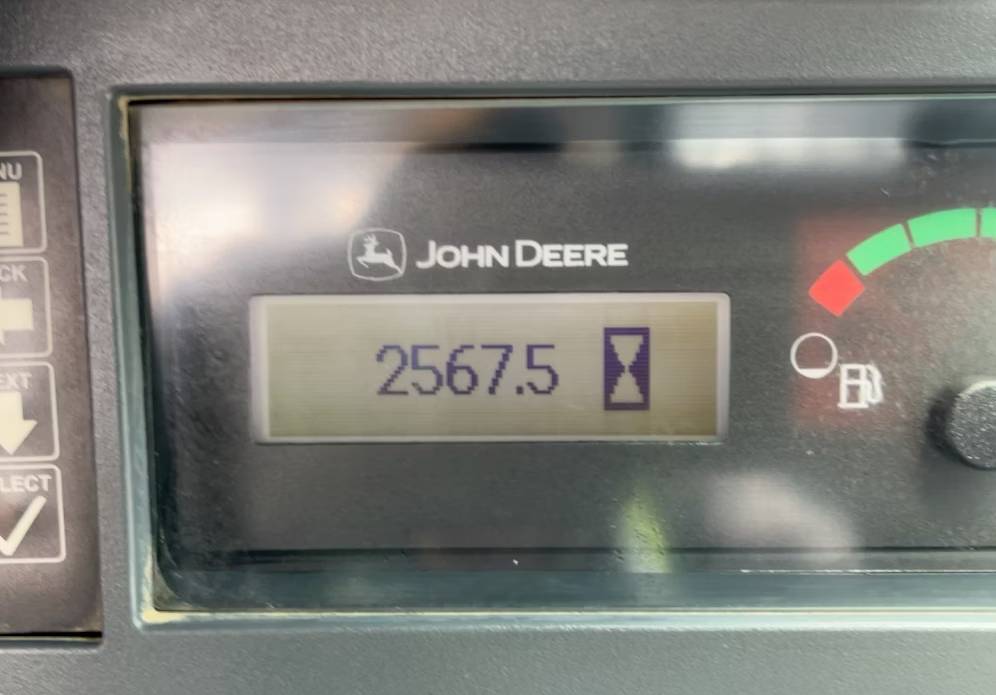 NU
CK
EXT
LECT
JOHN DEERE
2567.5